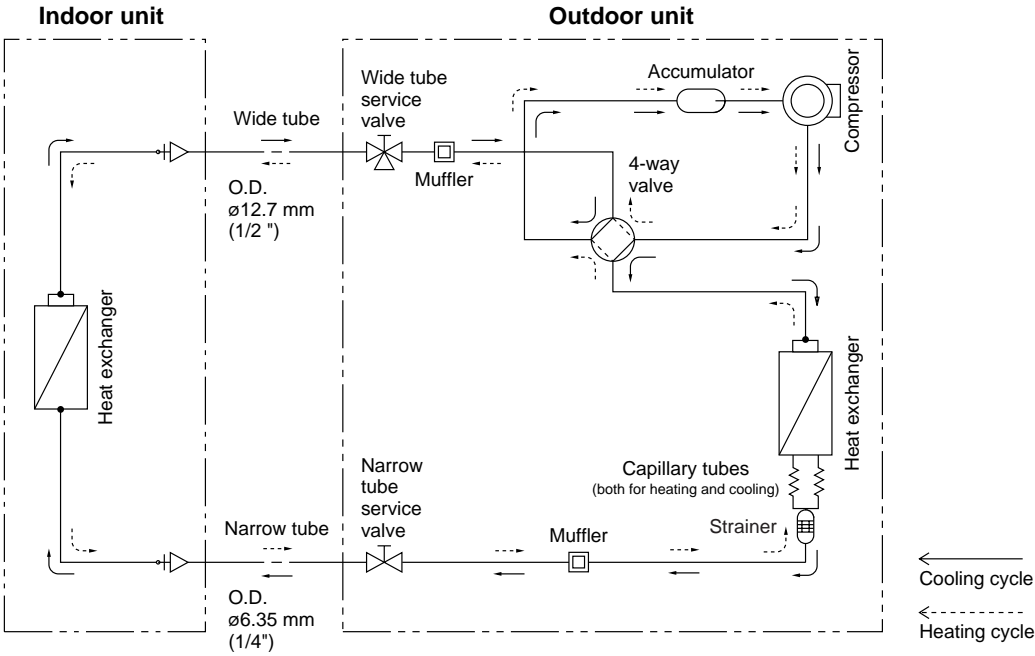 Indoor unit
Outdoor unit
Wide tube
O.D.
ø12.7 mm
(1/2 ")
Wide tube
service
valve
Muffler
Accumulator
Compressor
4-way
valve
Heat exchanger
Heat exchanger
Capillary tubes
(both for heating and cooling)
Strainer
Narrow
tube
service
valve
Narrow tube
O.D.
ø6.35 mm
(1/4")
Muffler
Cooling cycle
Heating cycle